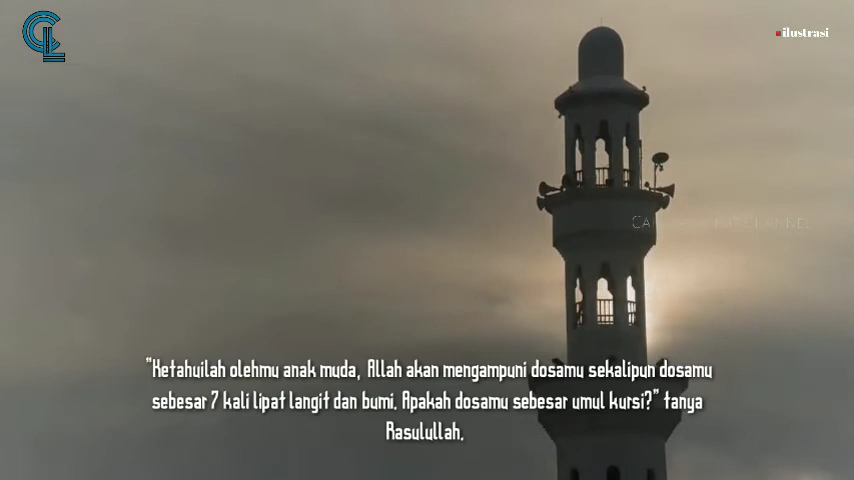 ilustrasi
"Ketahuilah olehmu anak muda, Allah akan mengampuni dosamu sekalipun dosamu
sebesar 7 kali lipat langit dan bumi. Apakah dosamu sebesar umul kursi?" tanya
Rasulullah.